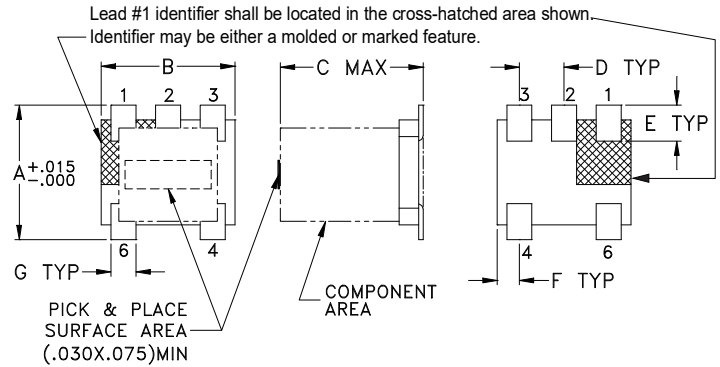 Lead #1 identifier shall be located in the cross-hatched area shown.
Identifier may be either a molded or marked feature.
B
C MAX
D TYP
1 2 3
3 2 1
E TYP
A +.015
-.000
6 4
4 6
G TYP
F TYP
COMPONENT
AREA
PICK & PLACE
SURFACE AREA
(.030X.075)MIN